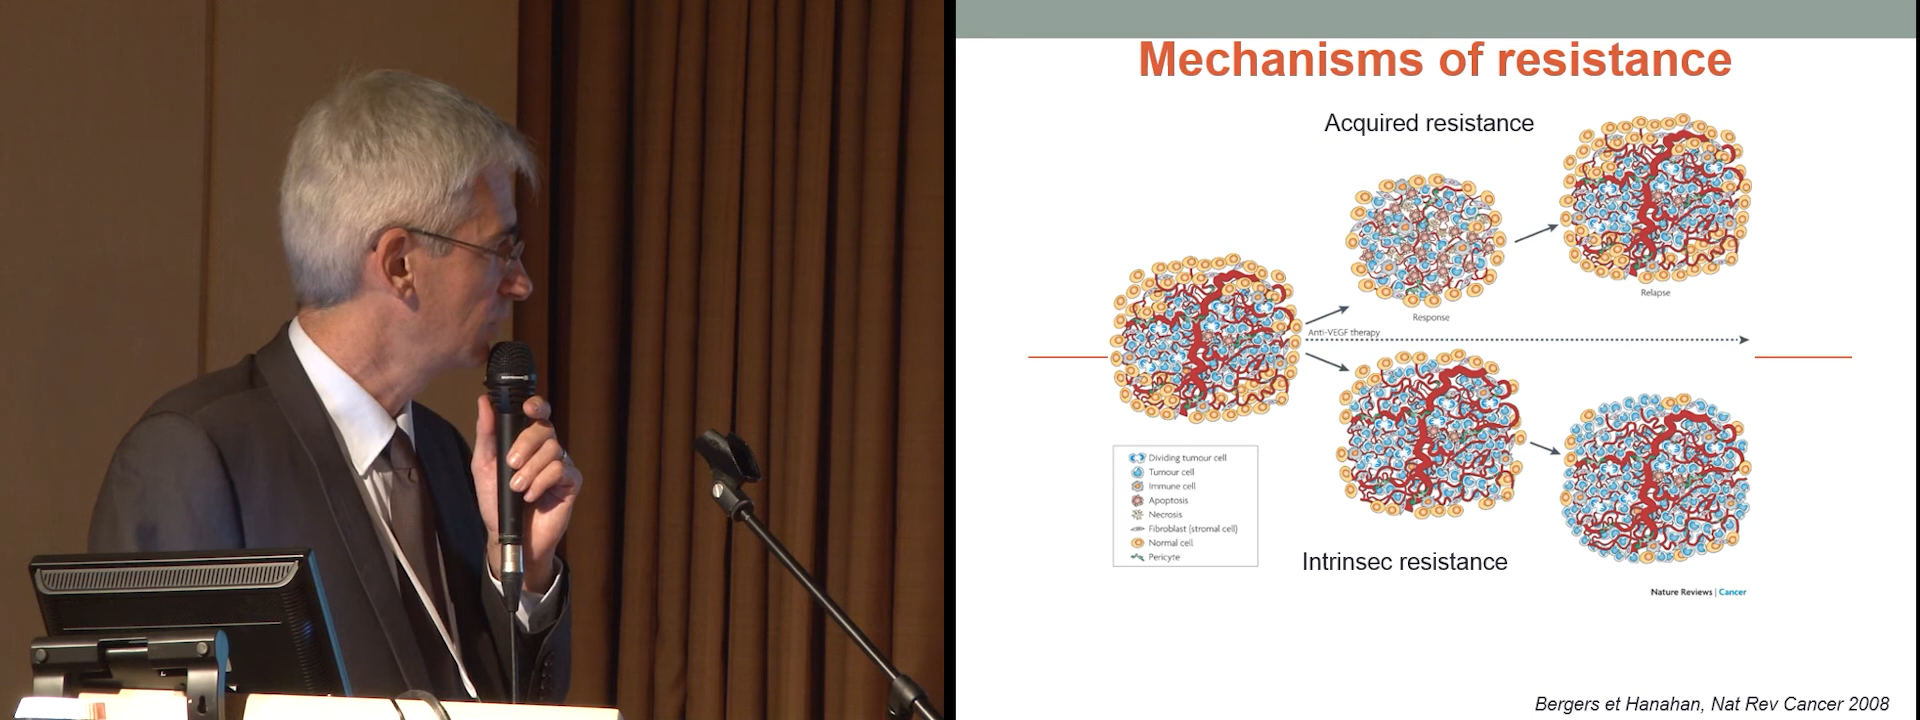 Mechanisms of resistance
Acquired resistance
Relapse
Response
Anti-VEGF therapy
Dividing tumour cell
Tumour cell
Immune cell
Apoptosis
Necrosis
Fibroblast (stromal cell)
Normal cell
Pericyte
Intrinsec resistance
Nature Reviews | Cancer
Bergers et Hanahan, Nat Rev Cancer 2008